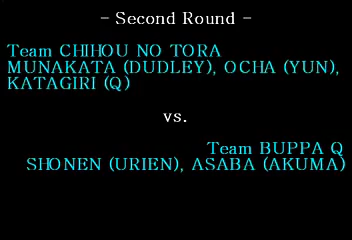 - Second Round -
Team CHIHOU NO TORA
MUNAKATA (DUDLEY), OCHA (YUN),
KATAGIRI (Q)
vs.
Team BUPPA Q
SHONEN (URIEN), ASABA (AKUMA)